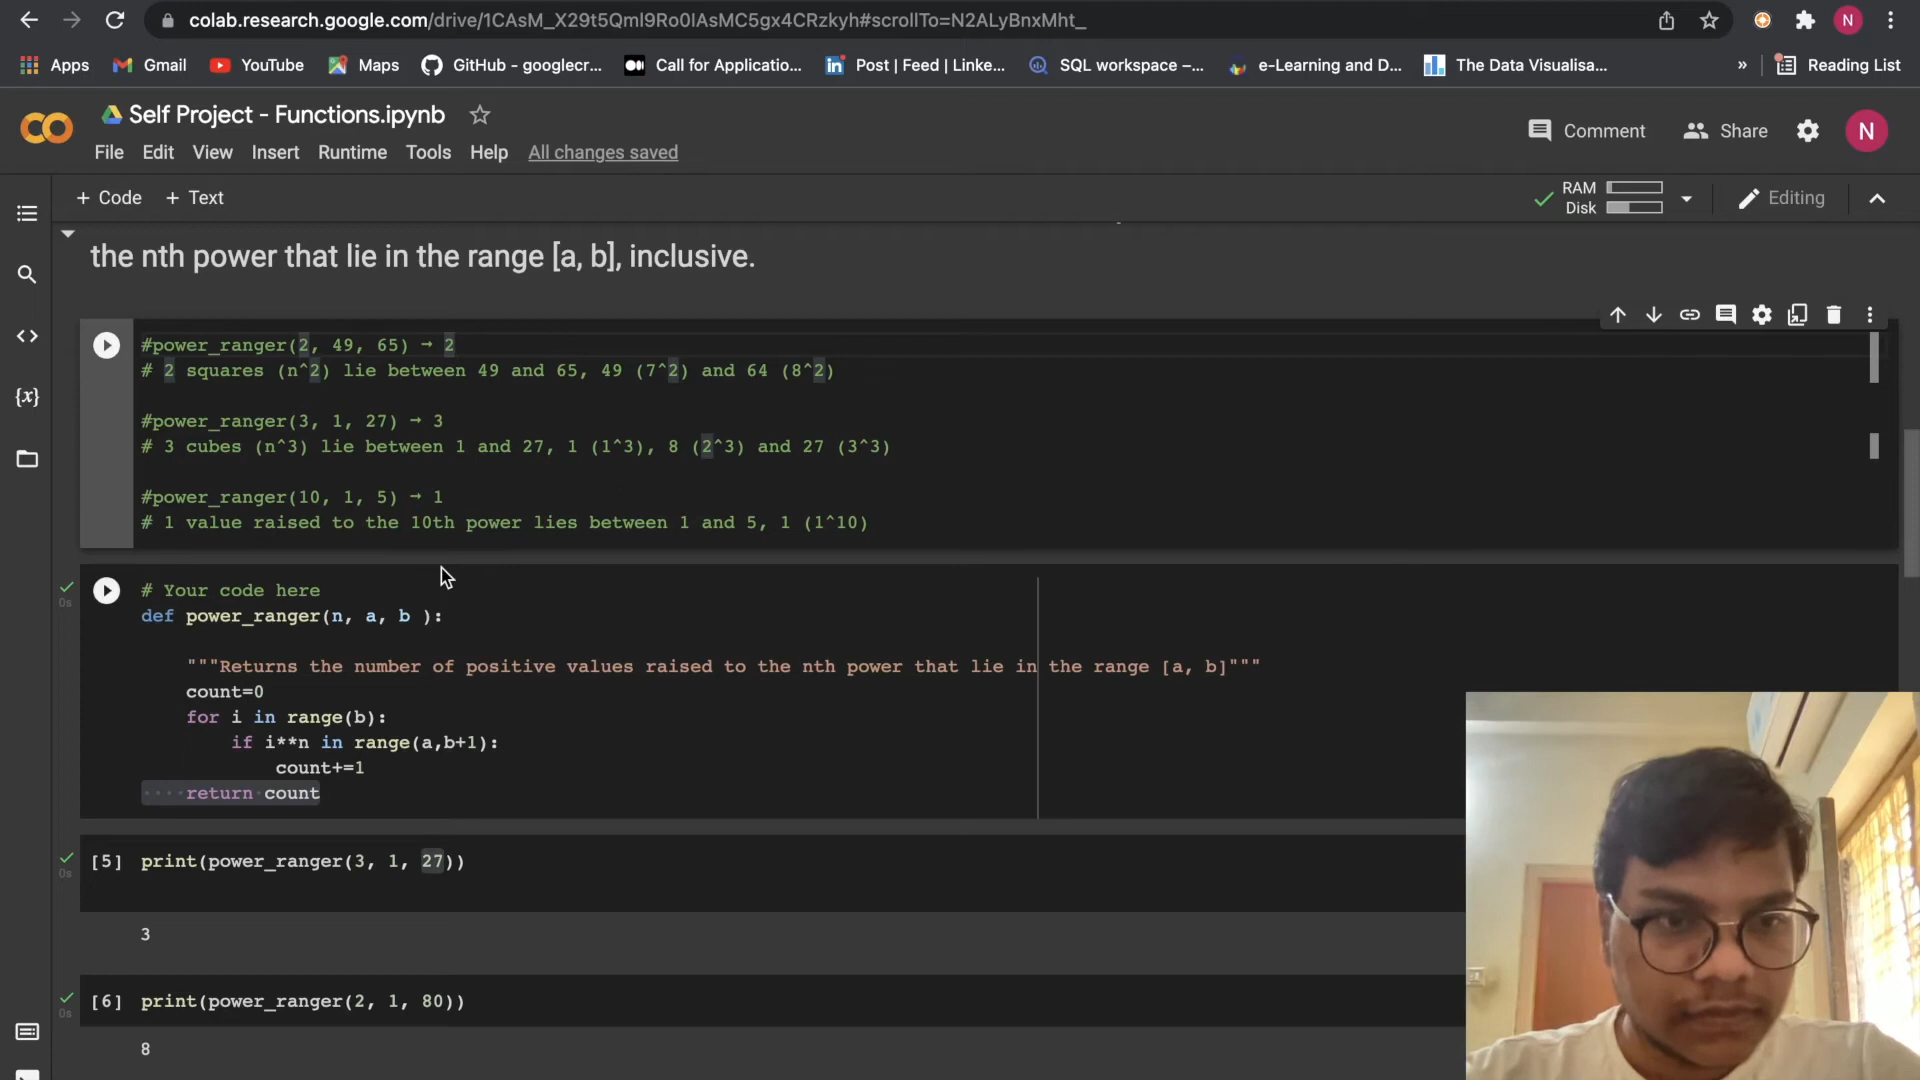 colab.research.google.com/drive/1CAsM_X29t5Qml9Ro0lAsMC5gx4CRzkyh#scrollTo=N2ALyBnxMht_
N
Apps Gmail YouTube Maps GitHub - googlecr... Call for Applicatio... Post | Feed | Linke... SQL workspace –... e-Learning and D... The Data Visualisa... » Reading List
Self Project - Functions.ipynb
Comment Share N
File Edit View Insert Runtime Tools Help All changes saved
+ Code + Text
RAM
Disk
Editing
the nth power that lie in the range [a, b], inclusive.
#power_ranger(2, 49, 65) → 2
# 2 squares (n^2) lie between 49 and 65, 49 (7^2) and 64 (8^2)
#power_ranger(3, 1, 27) → 3
# 3 cubes (n^3) lie between 1 and 27, 1 (1^3), 8 (2^3) and 27 (3^3)
#power_ranger(10, 1, 5) → 1
# 1 value raised to the 10th power lies between 1 and 5, 1 (1^10)
0s
# Your code here
def power_ranger(n, a, b ):
"""Returns the number of positive values raised to the nth power that lie in the range [a, b]"""
count=0
for i in range(b):
if i**n in range(a,b+1):
count+=1
return count
0s
[5] print(power_ranger(3, 1, 27))
3
0s
[6] print(power_ranger(2, 1, 80))
8